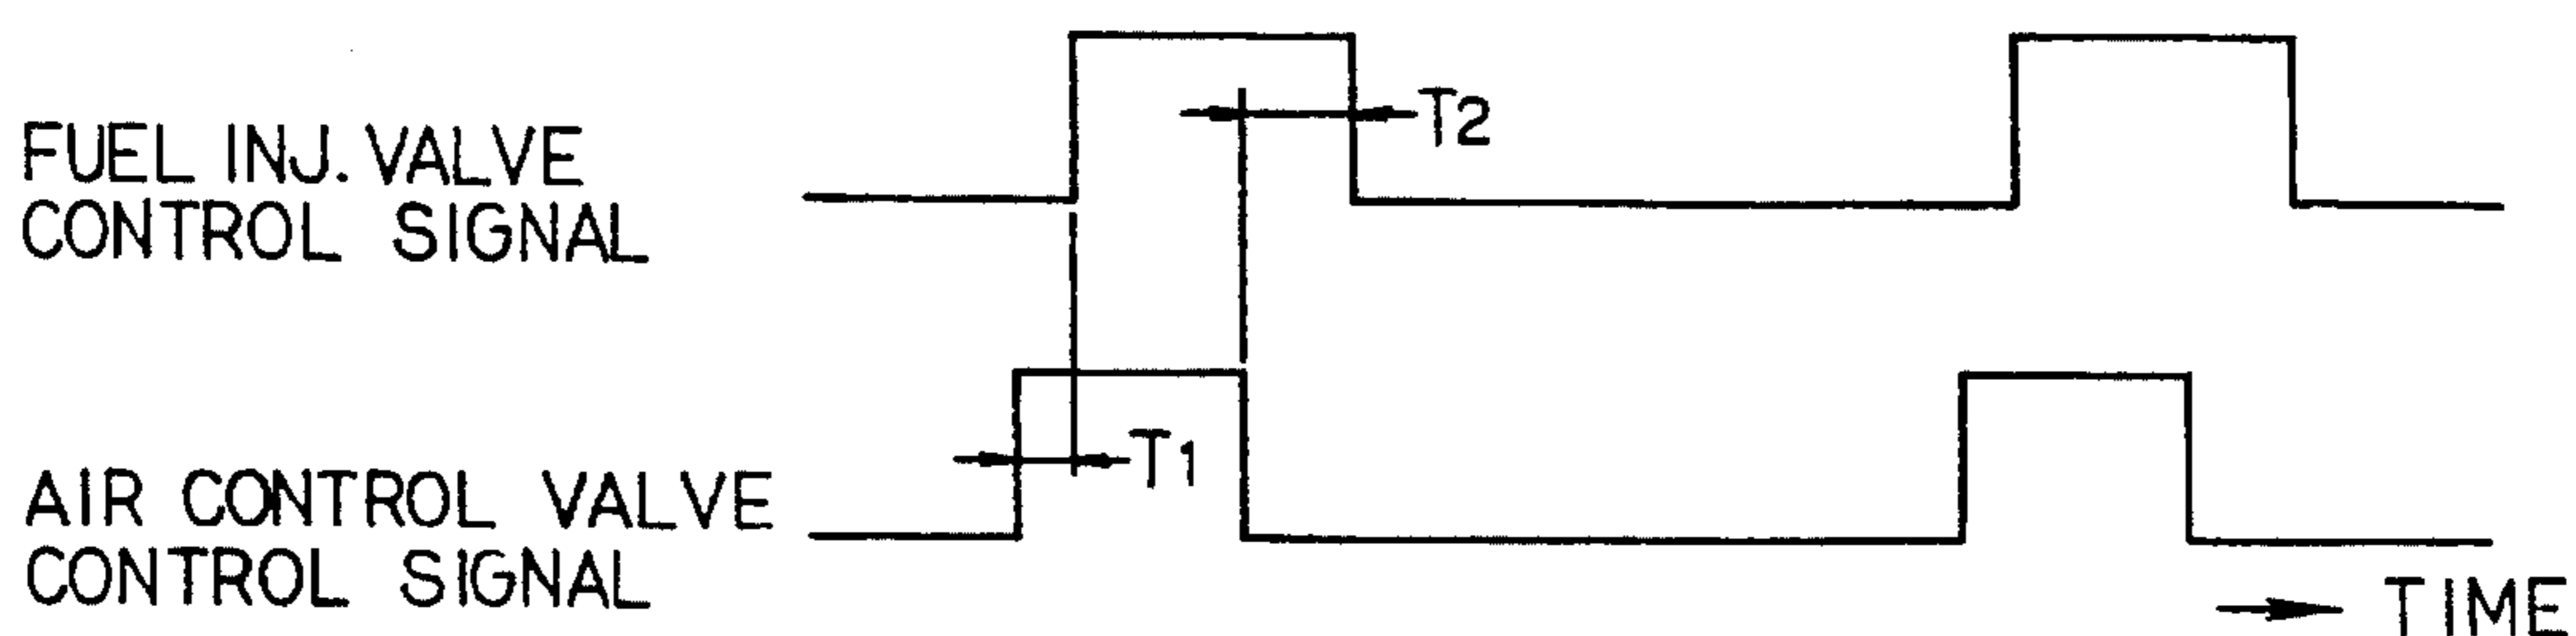 FUEL INJ. VALVE
CONTROL SIGNAL
T2
T1
AIR CONTROL VALVE
CONTROL SIGNAL
TIME